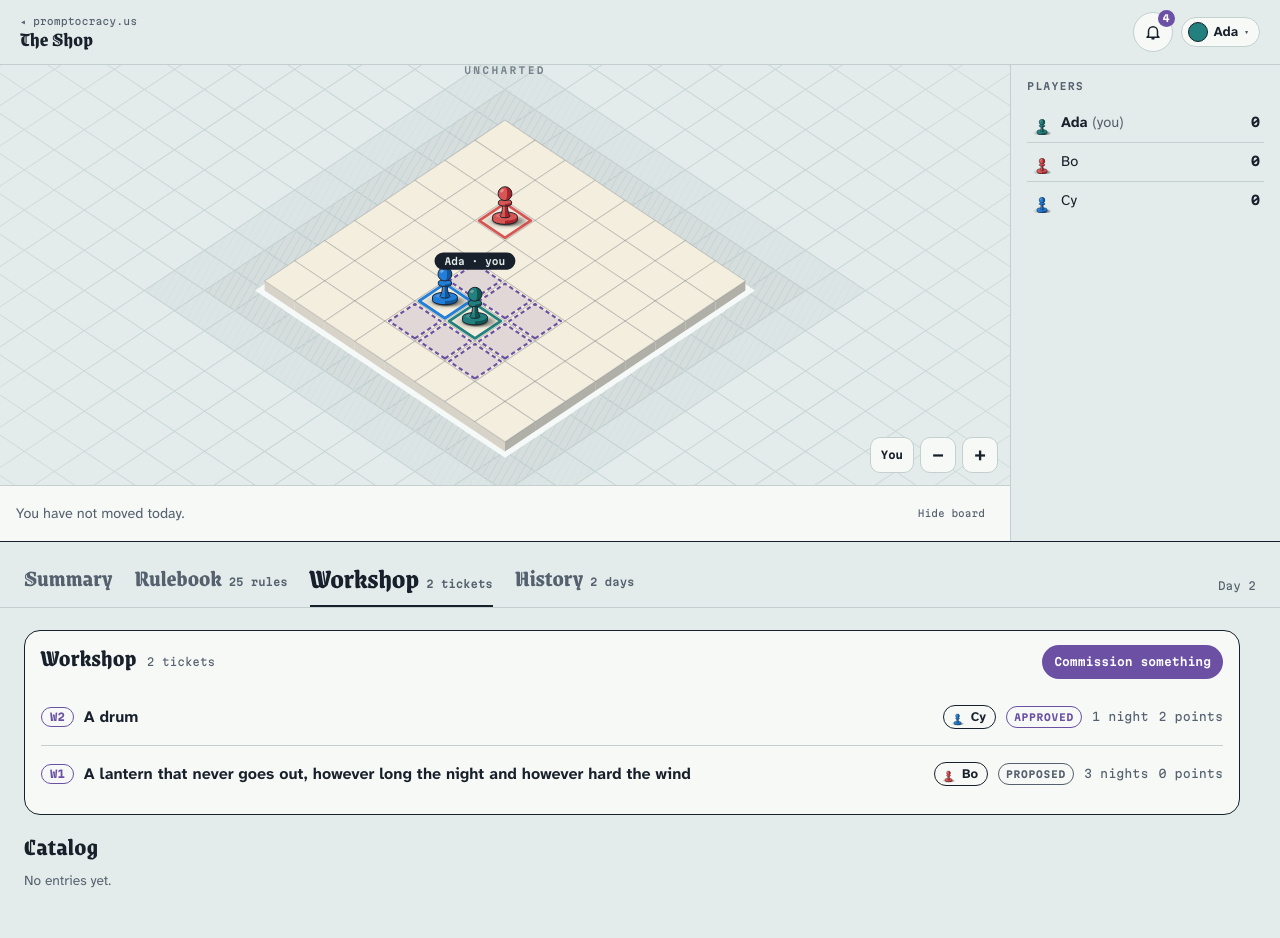 ◂ promptocracy.us
The Shop
4
Ada ▾
UNCHARTED
PLAYERS
Ada (you) 0
Bo 0
Cy 0
Ada · you
You − +
You have not moved today.
Hide board
Summary Rulebook 25 rules Workshop 2 tickets History 2 days Day 2
Workshop 2 tickets Commission something
W2 A drum Cy APPROVED 1 night 2 points
W1 A lantern that never goes out, however long the night and however hard the wind Bo PROPOSED 3 nights 0 points
Catalog
No entries yet.